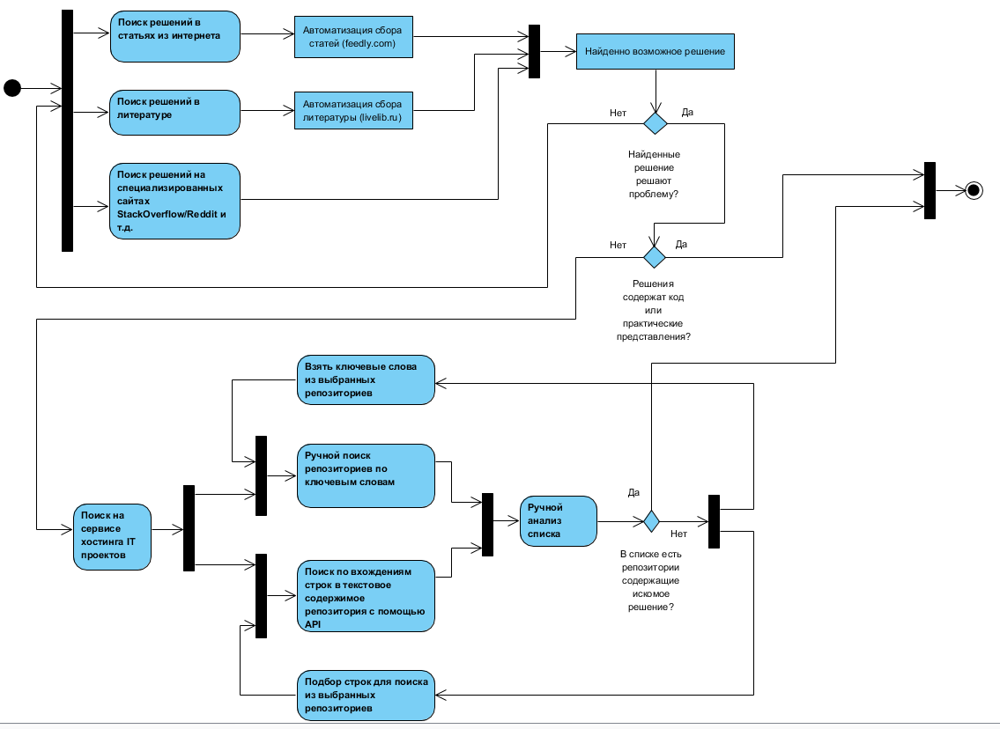 Поиск решений в
статьях из интернета
Автоматизация сбора
статей (feedly.com)
Найденно возможное решение
Поиск решений в
литературе
Автоматизация сбора
литературы (livelib.ru)
Нет
Да
Найденные
решение
решают
проблему?
Поиск решений на
специализированных
сайтах
StackOverflow/Reddit и
т.д.
Нет
Да
Решения
содержат код
или
практические
представления?
Взять ключевые слова
из выбранных
репозиториев
Ручной поиск
репозиториев по
ключевым словам
Поиск на
сервисе
хостинга IT
проектов
Ручной
анализ
списка
Да
Нет
В списке есть
репозитории
содержащие
искомое
решение?
Поиск по вхождениям
строк в текстовое
содержимое
репозитория с помощью
API
Подбор строк для поиска
из выбранных
репозиториев